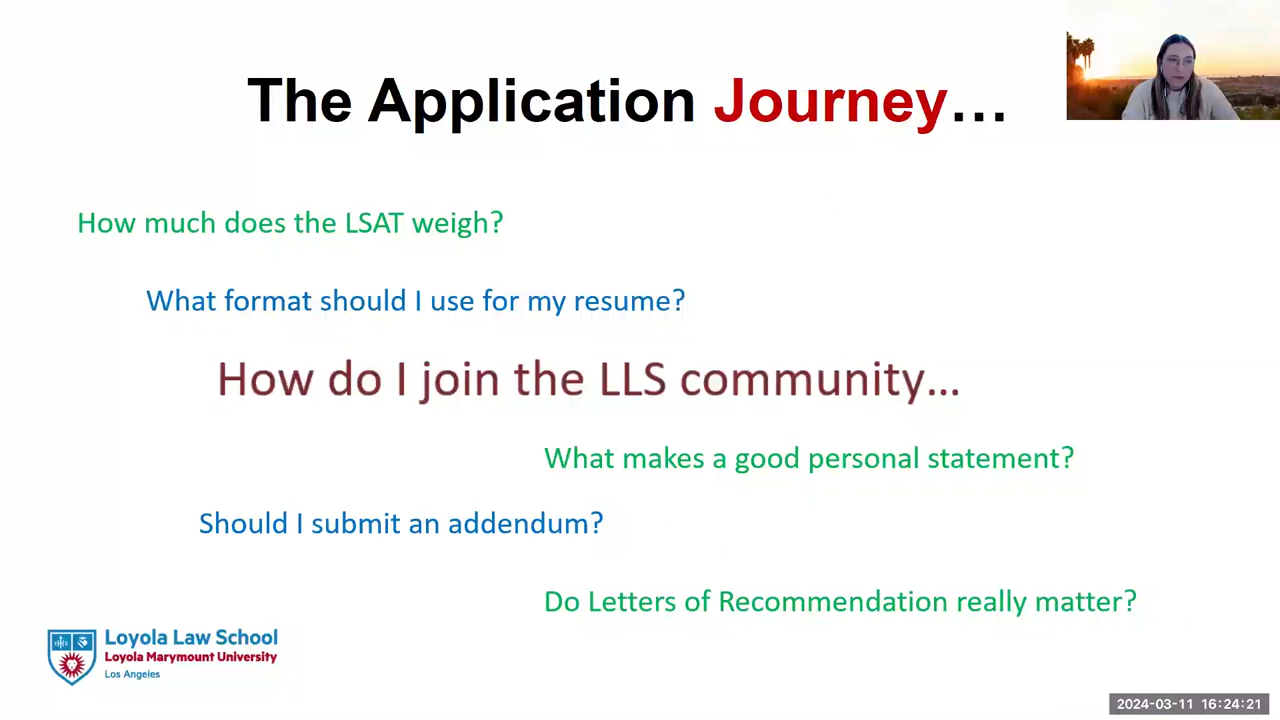 The Application Journey...
How much does the LSAT weigh?
What format should I use for my resume?
How do I join the LLS community...
What makes a good personal statement?
Should I submit an addendum?
Do Letters of Recommendation really matter?
Loyola Law School
Loyola Marymount University
Los Angeles
2024-03-11 16:24:21